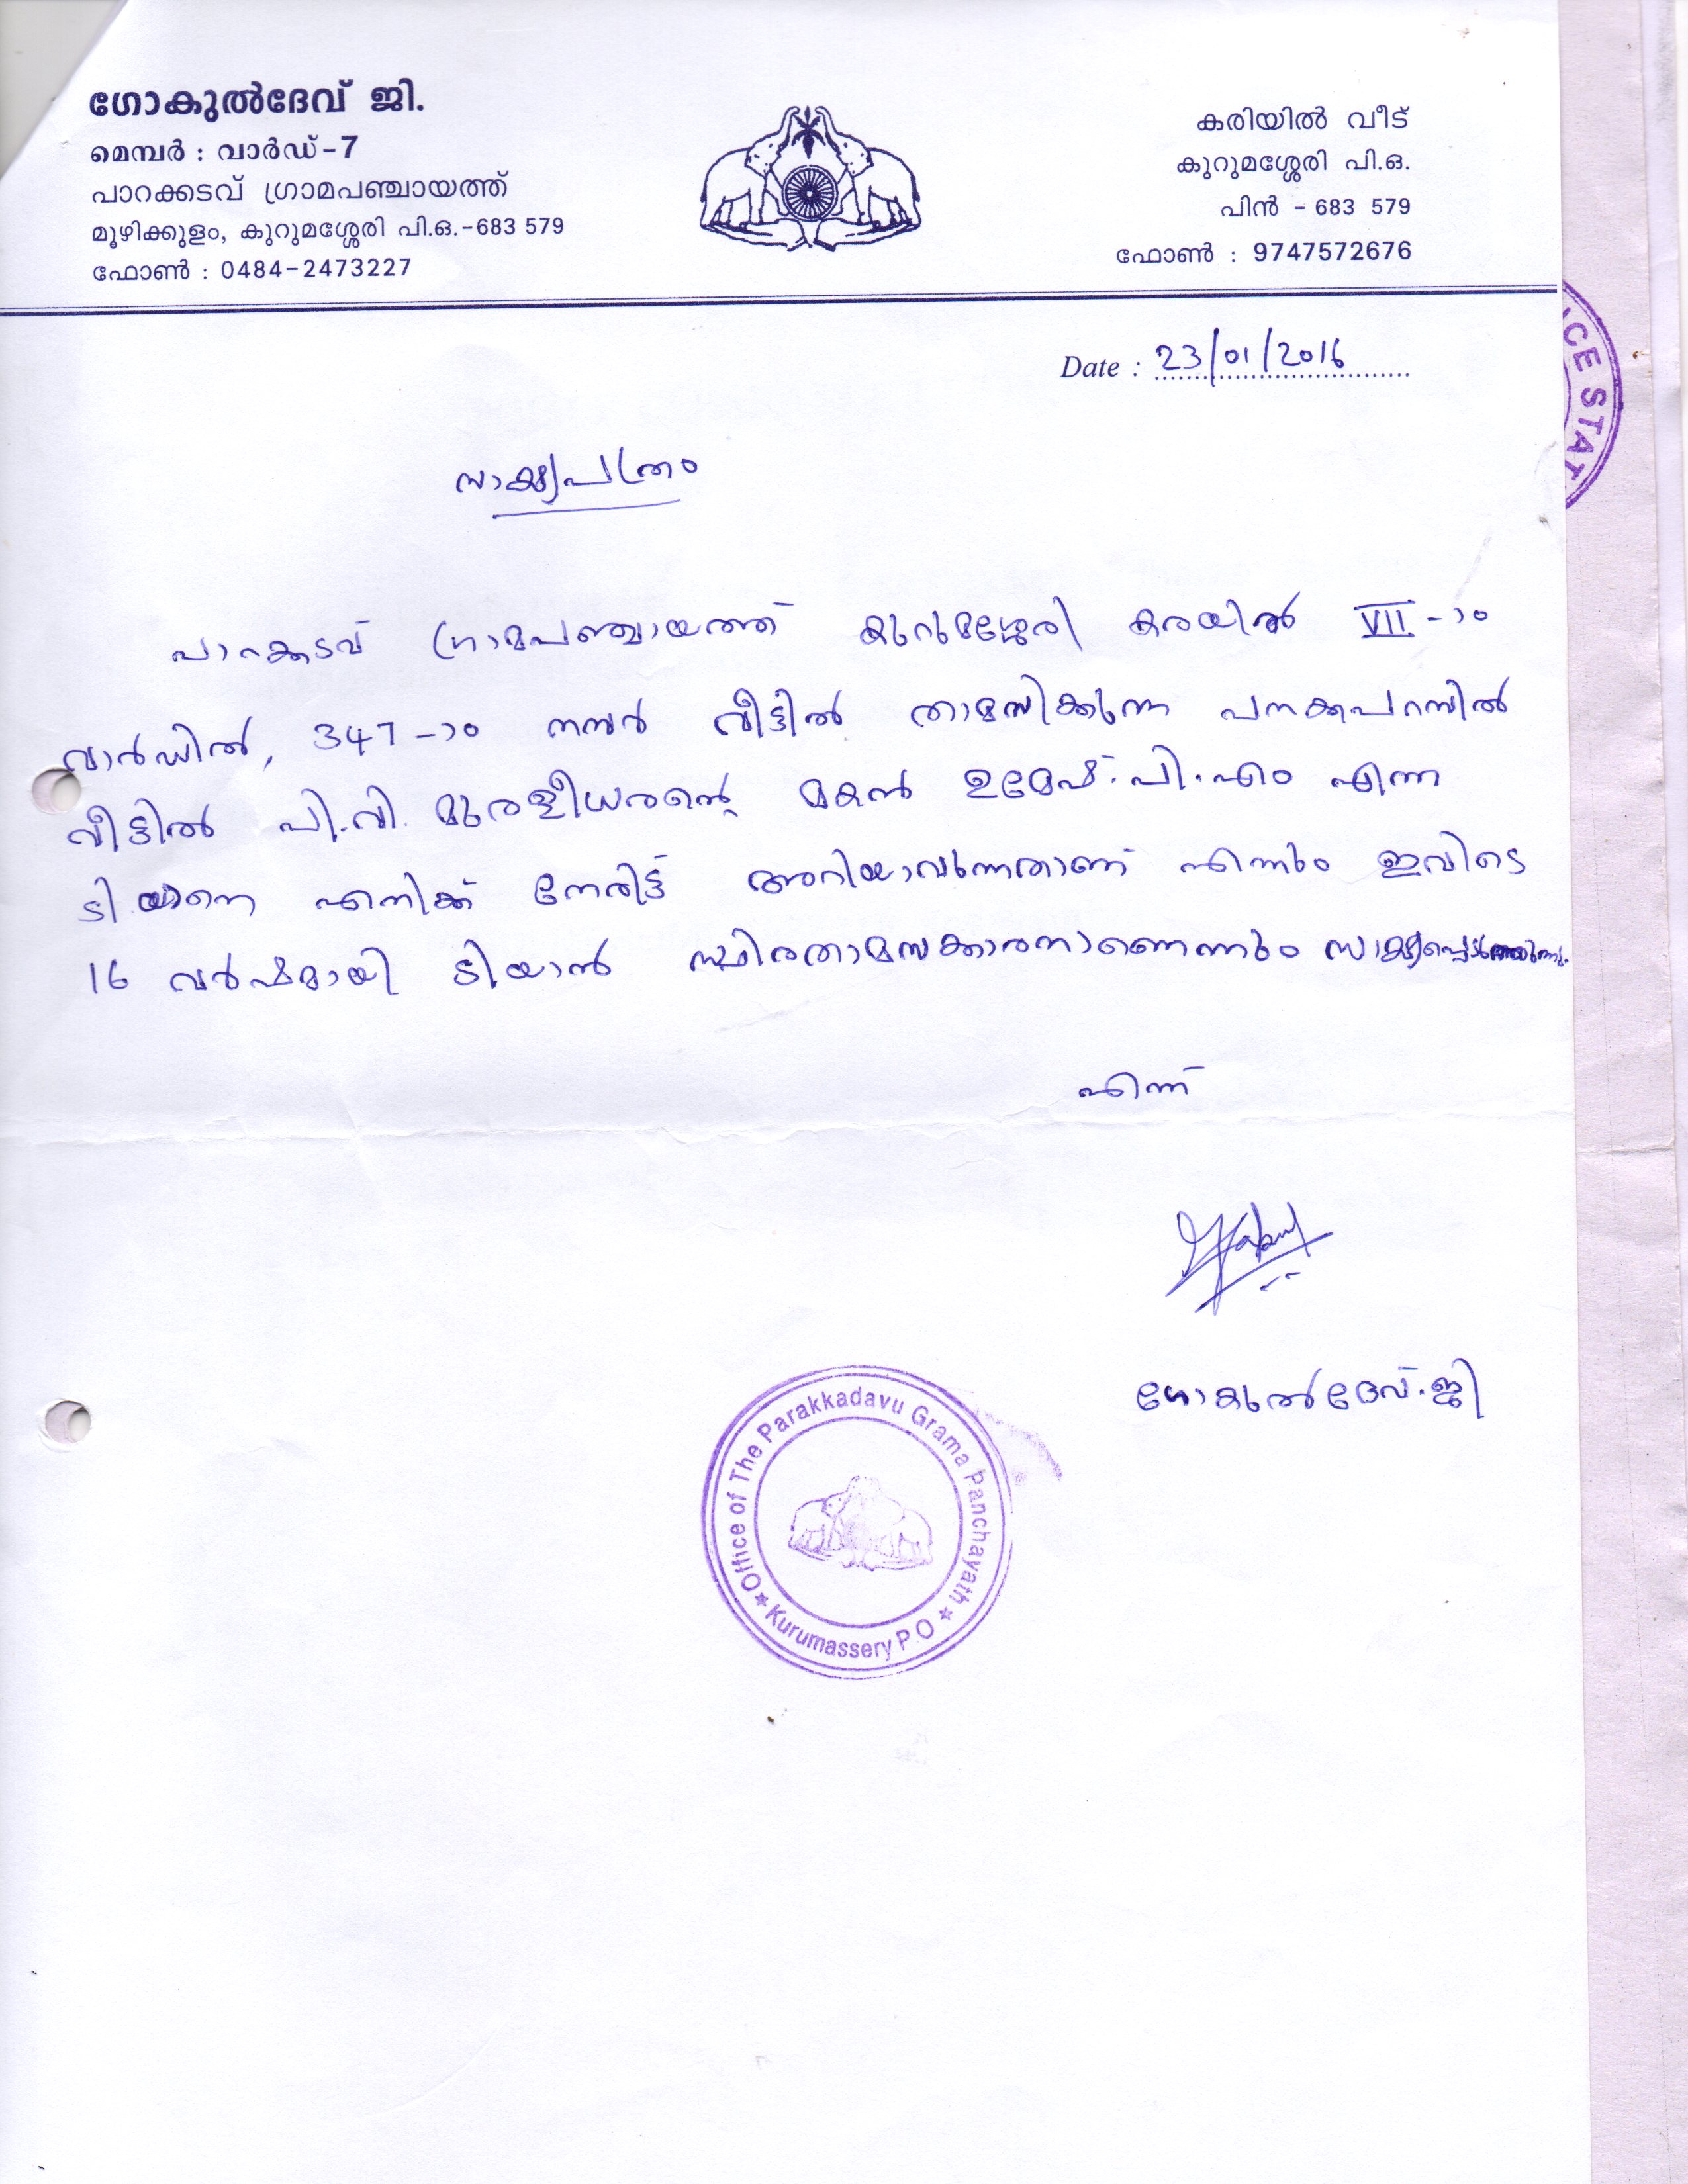 ഗോകുൽദേവ് ജി.
മെമ്പർ : വാർഡ്-7
പാറക്കടവ് ഗ്രാമപഞ്ചായത്ത്
മൂഴിക്കുളം, കുറുമശ്ശേരി പി.ഒ.-683 579
ഫോൺ : 0484-2473227
കരിയിൽ വീട്
കുറുമശ്ശേരി പി.ഒ.
പിൻ - 683 579
ഫോൺ : 9747572676
Date : 23/01/2016
ICE STAT
സാക്ഷ്യപത്രം
പാറക്കടവ് ഗ്രാമപഞ്ചായത്ത് കുറുമശ്ശേരി കരയിൽ VII-ാം
വാർഡിൽ, 347-ാം നമ്പർ വീട്ടിൽ താമസിക്കുന്ന പനക്കപറമ്പിൽ
വീട്ടിൽ പി.വി. മുരളീധരന്റെ മകൻ ഉമേഷ്.പി.എം എന്ന
ടിയാനെ എനിക്ക് നേരിട്ട് അറിയാവുന്നതാണ് എന്നും ഇവിടെ
16 വർഷമായി ടിയാൻ സ്ഥിരതാമസക്കാരനാണെന്നും സാക്ഷ്യപ്പെടുത്തുന്നു.
എന്ന്
ഗോകുൽദേവ്.ജി
Office of The Parakkadavu Grama Panchayath
Kurumassery P.O